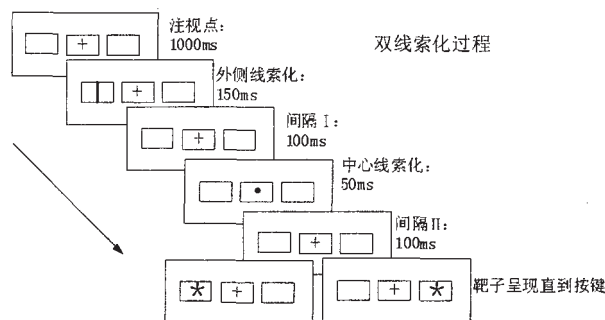 注视点：
1000ms
双线索化过程
外侧线索化：
150ms
间隔 I：
100ms
中心线索化：
50ms
间隔II：
100ms
靶子呈现直到按键